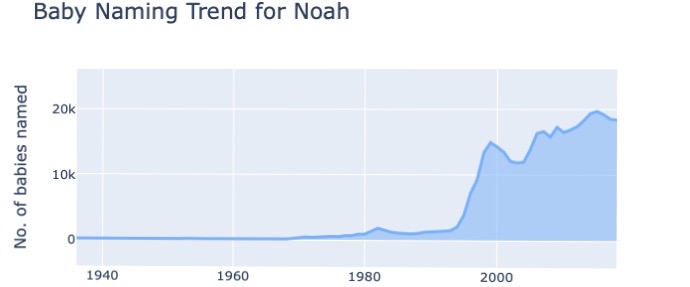 Baby Naming Trend for Noah
No. of babies named
20k
10k
0
1940 1960 1980 2000